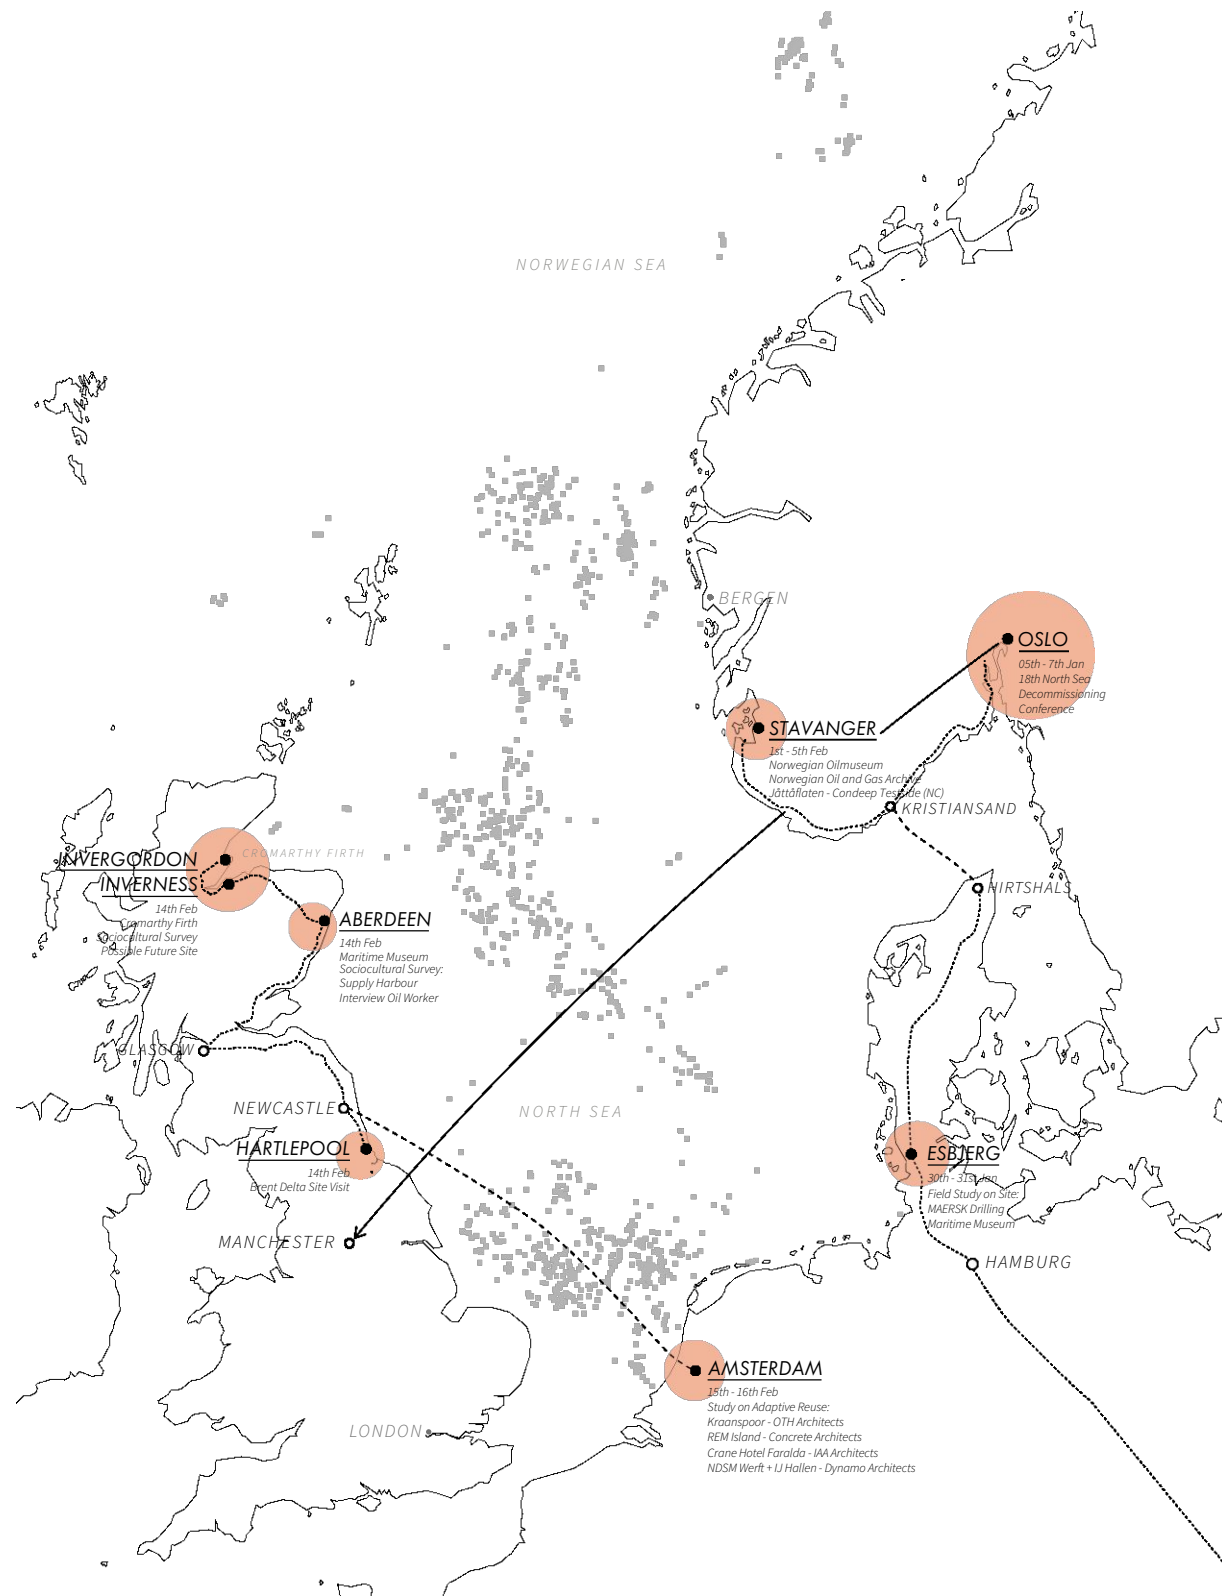 NORWEGIAN SEA
BERGEN
OSLO
05th - 7th Jan
18th North Sea
Decommissioning
Conference
STAVANGER
1st - 5th Feb
Norwegian Oilmuseum
Norwegian Oil and Gas Archive
Jåttåflaten - Condeep Testside (NC)
KRISTIANSAND
CROMARTHY FIRTH
INVERGORDON
INVERNESS
14th Feb
Cromarthy Firth
Sociocultural Survey
Possible Future Site
HIRTSHALS
ABERDEEN
14th Feb
Maritime Museum
Sociocultural Survey:
Supply Harbour
Interview Oil Worker
GLASGOW
NEWCASTLE
NORTH SEA
HARTLEPOOL
14th Feb
Brent Delta Site Visit
ESBJERG
30th - 31st Jan
Field Study on Site:
MAERSK Drilling
Maritime Museum
MANCHESTER
HAMBURG
AMSTERDAM
15th - 16th Feb
Study on Adaptive Reuse:
Kraanspoor - OTH Architects
REM Island - Concrete Architects
Crane Hotel Faralda - IAA Architects
NDSM Werft + IJ Hallen - Dynamo Architects
LONDON